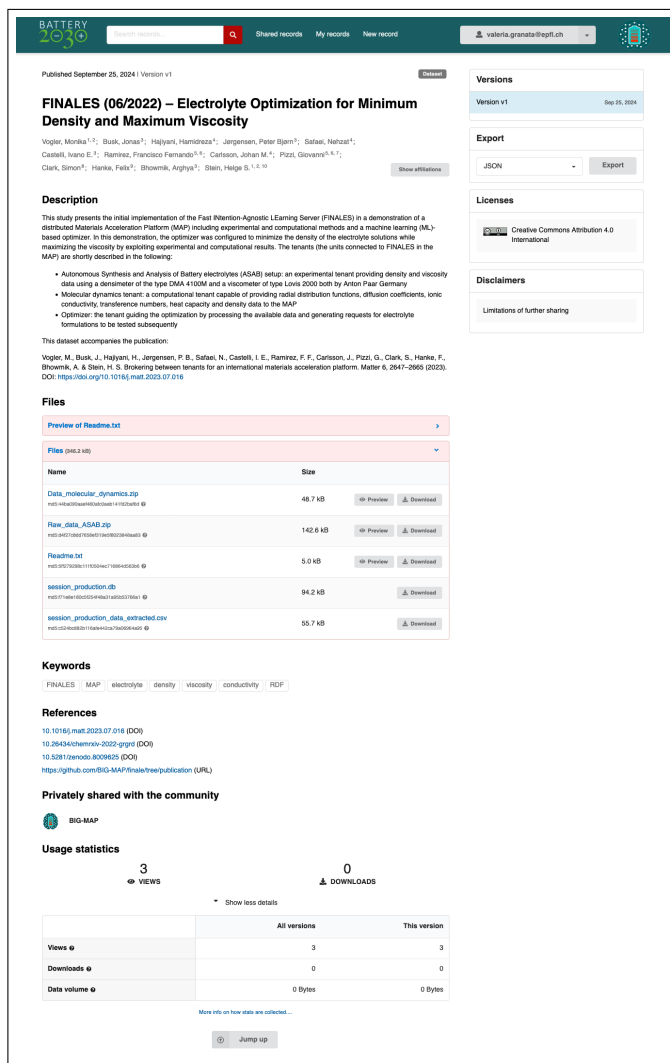 BATTERY
2030
Search records...
Shared records My records New record
valeria.granata@epfl.ch
Published September 25, 2024 | Version v1
Dataset
FINALES (06/2022) – Electrolyte Optimization for Minimum
Density and Maximum Viscosity
Vogler, Monika1, 2; Busk, Jonas3; Hajiyani, Hamidreza4; Jørgensen, Peter Bjørn3; Safaei, Nehzat4;
Castelli, Ivano E.3; Ramirez, Francisco Fernando5, 6; Carlsson, Johan M.4; Pizzi, Giovanni5, 6, 7;
Clark, Simon8; Hanke, Felix9; Bhowmik, Arghya3; Stein, Helge S.1, 2, 10
Show affiliations
Description
This study presents the initial implementation of the Fast INtention-Agnostic LEarning Server (FINALES) in a demonstration of a
distributed Materials Acceleration Platform (MAP) including experimental and computational methods and a machine learning (ML)-
based optimizer. In this demonstration, the optimizer was configured to minimize the density of the electrolyte solutions while
maximizing the viscosity by exploiting experimental and computational results. The tenants (the units connected to FINALES in the
MAP) are shortly described in the following:
• Autonomous Synthesis and Analysis of Battery electrolytes (ASAB) setup: an experimental tenant providing density and viscosity
data using a densimeter of the type DMA 4100M and a viscometer of type Lovis 2000 both by Anton Paar Germany
• Molecular dynamics tenant: a computational tenant capable of providing radial distribution functions, diffusion coefficients, ionic
conductivity, transference numbers, heat capacity and density data to the MAP
• Optimizer: the tenant guiding the optimization by processing the available data and generating requests for electrolyte
formulations to be tested subsequently
This dataset accompanies the publication:
Vogler, M., Busk, J., Hajiyani, H., Jørgensen, P. B., Safaei, N., Castelli, I. E., Ramirez, F. F., Carlsson, J., Pizzi, G., Clark, S., Hanke, F.,
Bhowmik, A. & Stein, H. S. Brokering between tenants for an international materials acceleration platform. Matter 6, 2647–2665 (2023).
DOI: https://doi.org/10.1016/j.matt.2023.07.016
Files
Preview of Readme.txt
Files (346.2 kB)
Name Size
Data_molecular_dynamics.zip
48.7 kB Preview Download
Raw_data_ASAB.zip
142.6 kB Preview Download
Readme.txt
5.0 kB Preview Download
session_production.db
94.2 kB Download
session_production_data_extracted.csv
55.7 kB Download
Keywords
FINALES MAP electrolyte density viscosity conductivity RDF
References
10.1016/j.matt.2023.07.016 (DOI)
10.26434/chemrxiv-2022-grgrd (DOI)
10.5281/zenodo.8009625 (DOI)
https://github.com/BIG-MAP/finale/tree/publication (URL)
Privately shared with the community
BIG-MAP
Usage statistics
3 0
VIEWS DOWNLOADS
Show less details
All versions This version
Views 3 3
Downloads 0 0
Data volume 0 Bytes 0 Bytes
More info on how stats are collected....
Jump up
Versions
Version v1 Sep 25, 2024
Export
JSON Export
Licenses
Creative Commons Attribution 4.0
International
Disclaimers
Limitations of further sharing